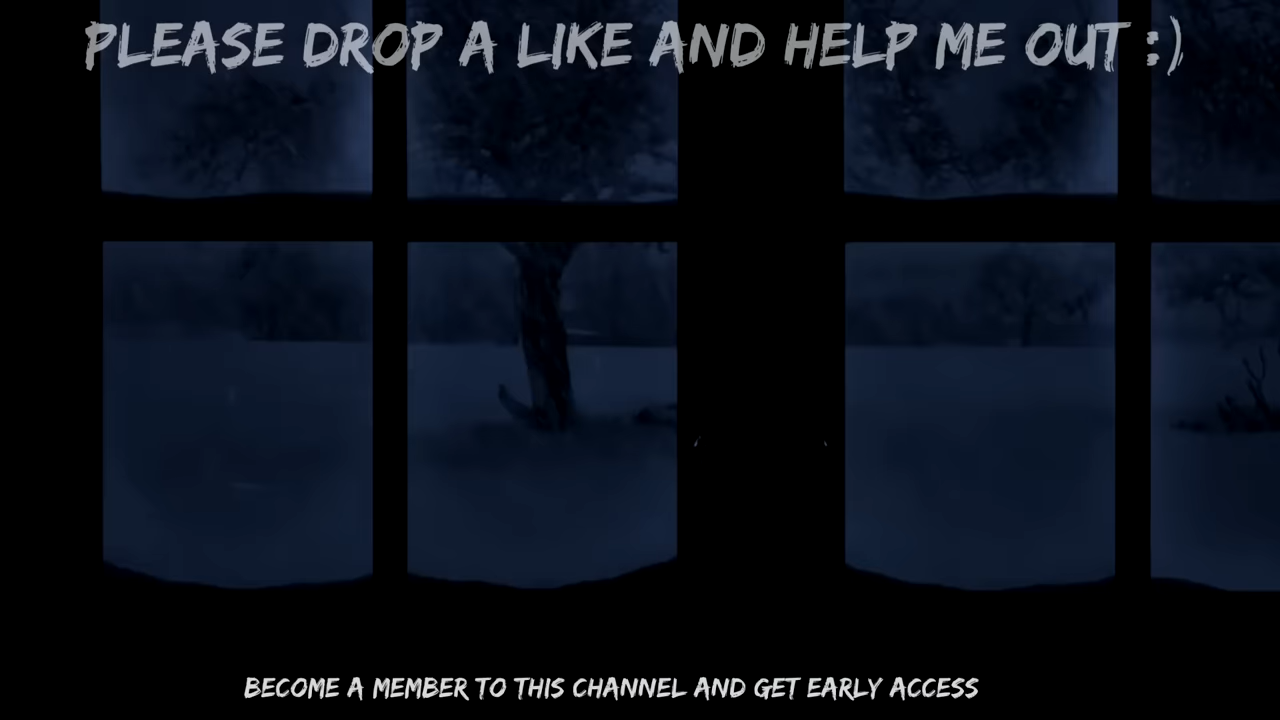 PLEASE DROP A LIKE AND HELP ME OUT :)
BECOME A MEMBER TO THIS CHANNEL AND GET EARLY ACCESS